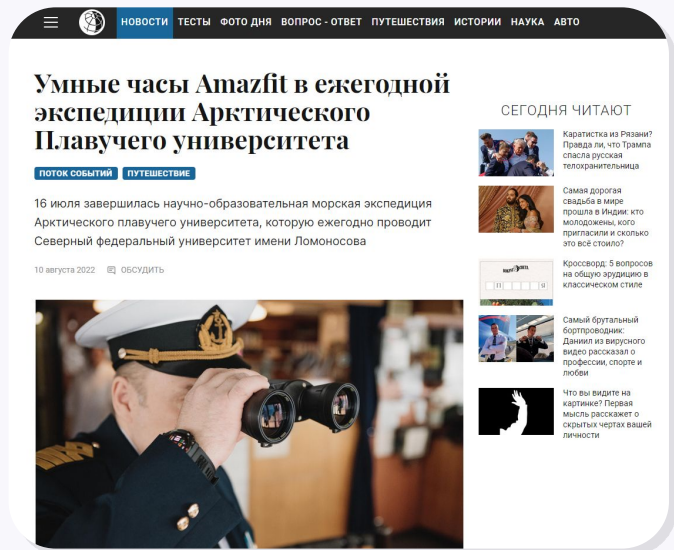 НОВОСТИ ТЕСТЫ ФОТО ДНЯ ВОПРОС - ОТВЕТ ПУТЕШЕСТВИЯ ИСТОРИИ НАУКА АВТО
Умные часы Amazfit в ежегодной
экспедиции Арктического
Плавучего университета
ПОТОК СОБЫТИЙ ПУТЕШЕСТВИЕ
16 июля завершилась научно-образовательная морская экспедиция
Арктического плавучего университета, которую ежегодно проводит
Северный федеральный университет имени Ломоносова
10 августа 2022 ОБСУДИТЬ
СЕГОДНЯ ЧИТАЮТ
Каратистка из Рязани?
Правда ли, что Трампа
спасла русская
телохранительница
Самая дорогая
свадьба в мире
прошла в Индии: кто
молодожены, кого
пригласили и сколько
это всё стоило?
Кроссворд: 5 вопросов
на общую эрудицию в
классическом стиле
Самый брутальный
бортпроводник:
Даниил из вирусного
видео рассказал о
профессии, спорте и
любви
Что вы видите на
картинке? Первая
мысль расскажет о
скрытых чертах вашей
личности